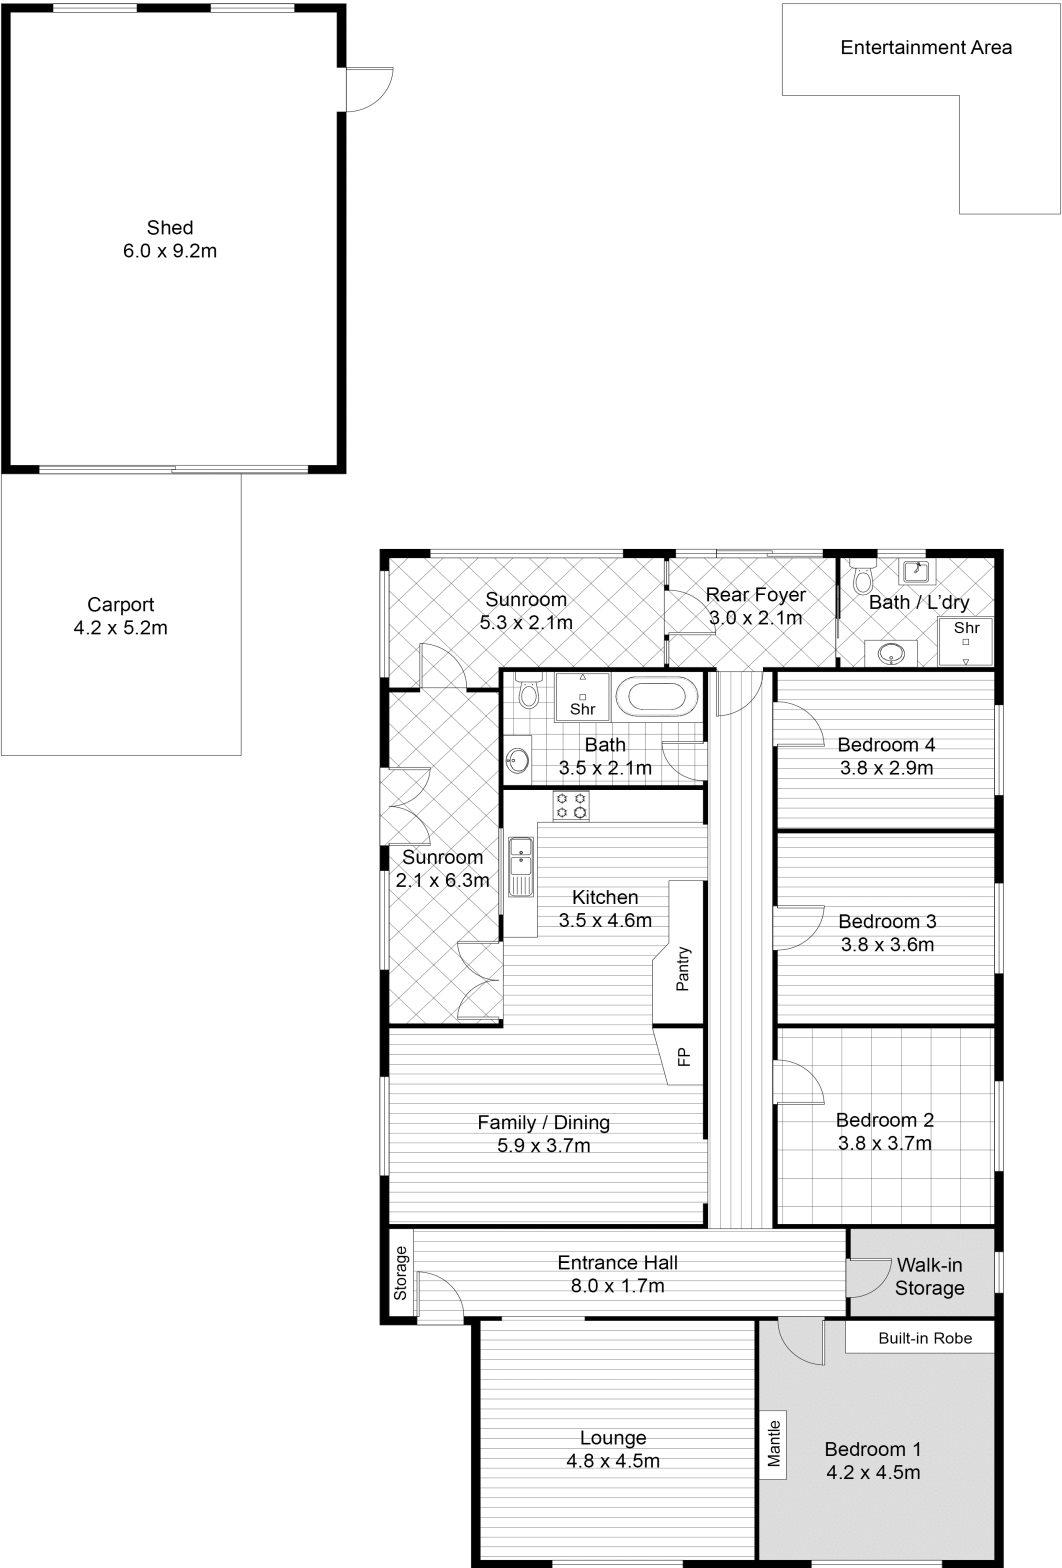 Entertainment Area
Shed
6.0 x 9.2m
Carport
4.2 x 5.2m
Sunroom
5.3 x 2.1m
Rear Foyer
3.0 x 2.1m
Bath / L'dry
Shr
Shr
Bath
3.5 x 2.1m
Bedroom 4
3.8 x 2.9m
Sunroom
2.1 x 6.3m
Kitchen
3.5 x 4.6m
Pantry
Bedroom 3
3.8 x 3.6m
FP
Family / Dining
5.9 x 3.7m
Bedroom 2
3.8 x 3.7m
Storage
Entrance Hall
8.0 x 1.7m
Walk-in
Storage
Built-in Robe
Lounge
4.8 x 4.5m
Mantle
Bedroom 1
4.2 x 4.5m